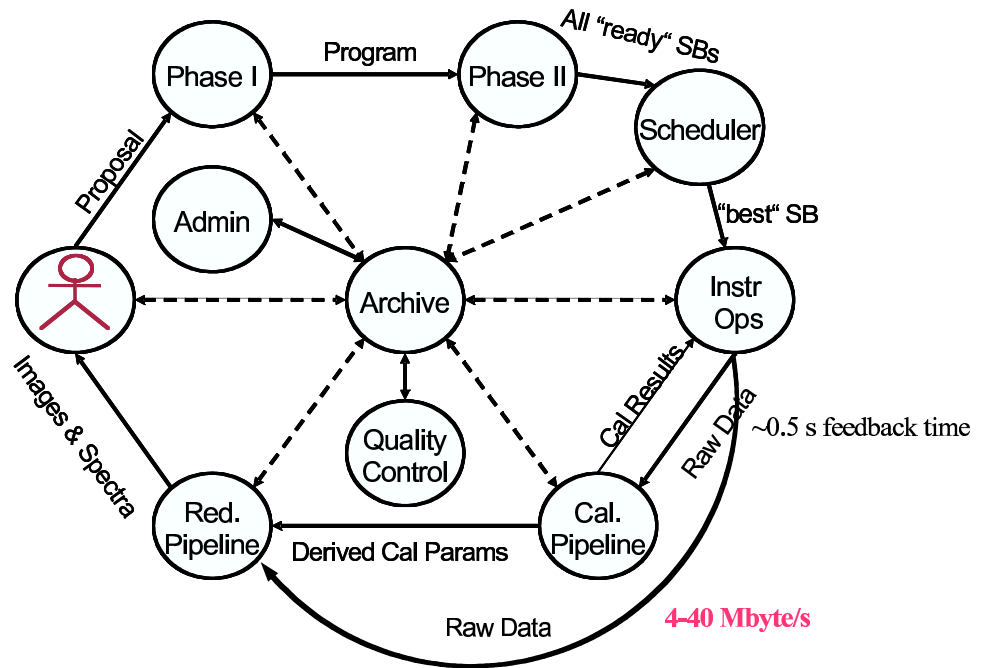 All "ready" SBs
Program
Phase I
Phase II
Scheduler
Proposal
Admin
"best" SB
Archive
Instr
Ops
Images & Spectra
Cal Results
Raw Data
~0.5 s feedback time
Quality
Control
Red.
Pipeline
Derived Cal Params
Cal.
Pipeline
Raw Data
4-40 Mbyte/s